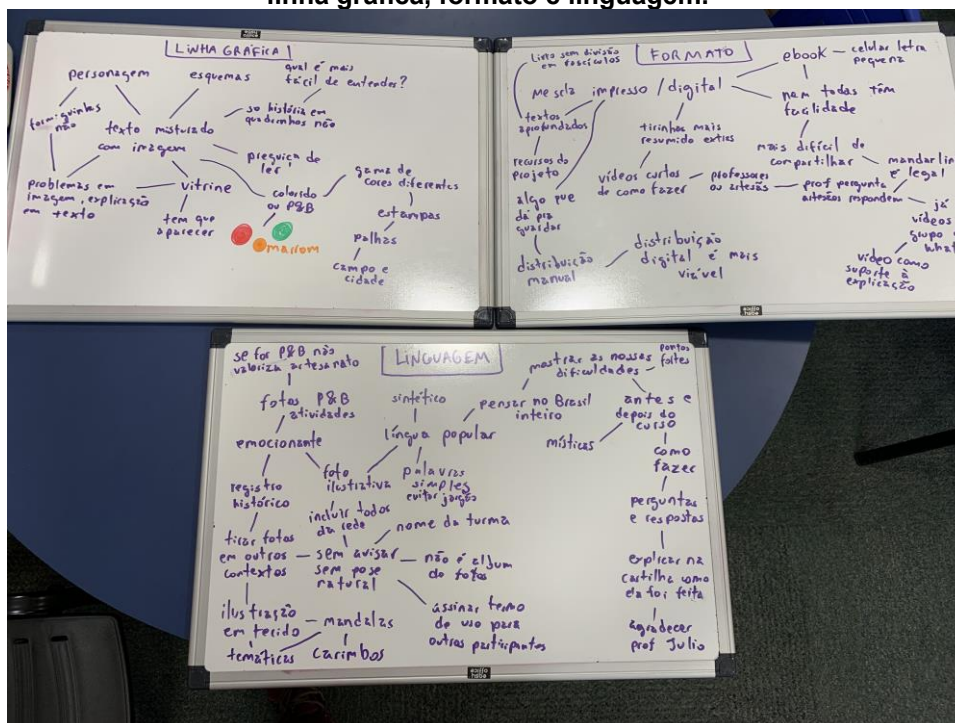 linha gráfica, formato e linguagem.
LINHA GRÁFICA
personagem
esquemas
qual é mais
fácil de entender?
formiguinhas
não
texto misturado
com imagem
só história em
quadrinhos não
preguiça de
ler
problemas em
imagem, explicação
em texto
vitrine
tem que
aparecer
colorido
ou P&B
gama de
cores diferentes
estampas
palhas
campo e
cidade
marrom
FORMATO
Livro sem divisão
em fascículos
Mescla impresso / digital
ebook
celular letra
pequena
nem todas têm
facilidade
textos
aprofundados
tirinhas mais
resumido extras
mais difícil de
compartilhar
mandar lin
é legal
recursos do
projeto
vídeos curtos
de como fazer
professores
ou artesãs
prof pergunta
artesãos respondem
algo que
dá pra
guardar
já
vídeos
grupo
what
distribuição
manual
distribuição
digital é mais
viável
vídeo como
suporte à
explicação
LINGUAGEM
se for P&B não
valoriza artesanato
fotos P&B
atividades
sintético
mostrar as nossas
dificuldades
pontos
fortes
pensar no Brasil
inteiro
antes e
depois do
curso
emocionante
língua popular
místicas
como
fazer
registro
histórico
foto
ilustrativa
palavras
simples
evitar jargão
perguntas
e respostas
incluir todos
da rede
nome da turma
tirar fotos
em outros
contextos
sem avisar
sem pose
natural
não é álbum
de fotos
explicar na
cartilha como
ela foi feita
ilustração
em tecido
mandalas
assinar termo
de uso para
outros participantes
temáticas
carimbos
agradecer
prof Julio